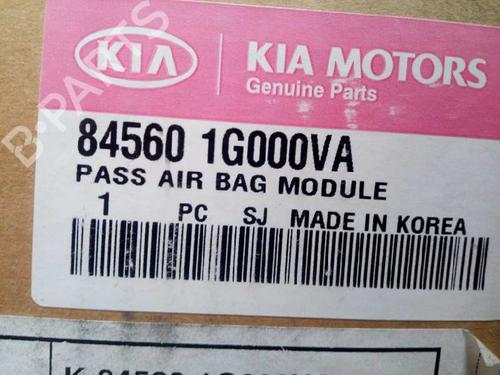 KIA
KIA MOTORS
Genuine Parts
84560 1G000VA
PASS AIR BAG MODULE
1 PC SJ MADE IN KOREA
B-PARTS